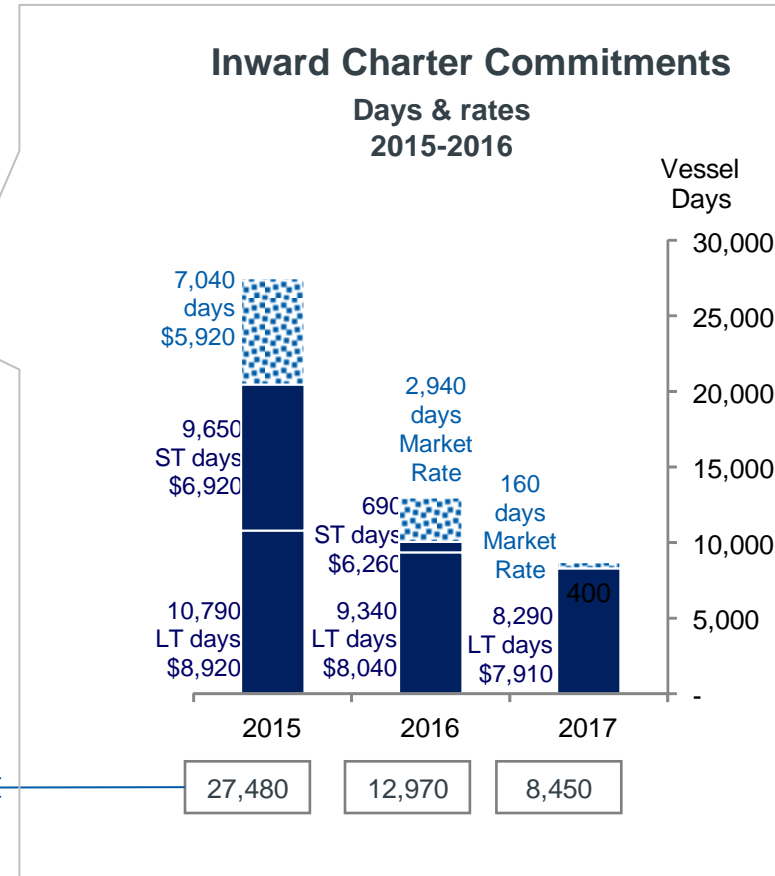 Inward Charter Commitments
Days & rates
2015-2016
Vessel
Days
30,000
25,000
20,000
15,000
10,000
5,000
-
7,040
days
$5,920
9,650
ST days
$6,920
10,790
LT days
$8,920
2,940
days
Market
Rate
690
ST days
$6,260
9,340
LT days
$8,040
160
days
Market
Rate
400
8,290
LT days
$7,910
2015
2016
2017
27,480
12,970
8,450